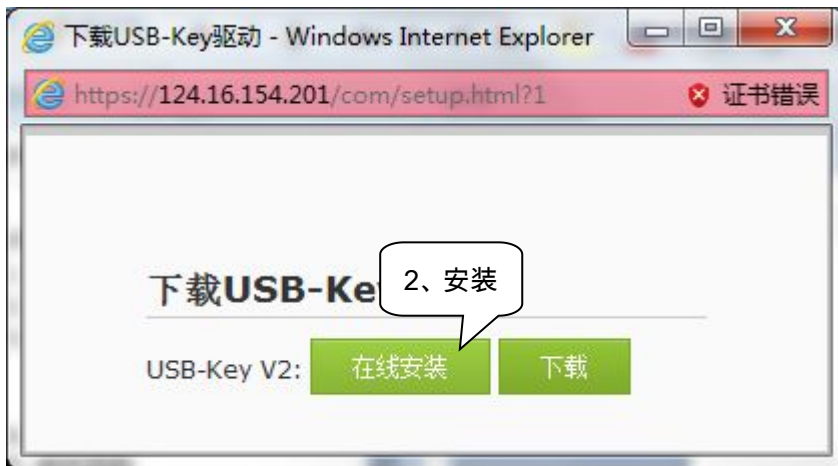 下载USB-Key驱动 - Windows Internet Explorer
https://124.16.154.201/com/setup.html?1 证书错误
2、安装
下载USB-Ke
USB-Key V2: 在线安装 下载